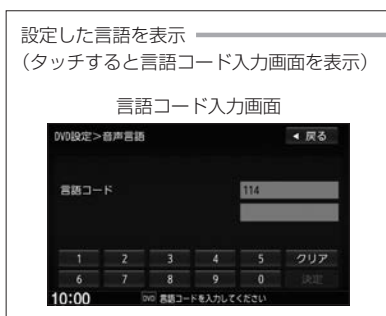 設定した言語を表示
（タッチすると言語コード入力画面を表示）
言語コード入力画面
DVD設定>音声言語 ◀ 戻る
言語コード 114
1 2 3 4 5 クリア
6 7 8 9 0 決定
10:00 DVD 言語コードを入力してください